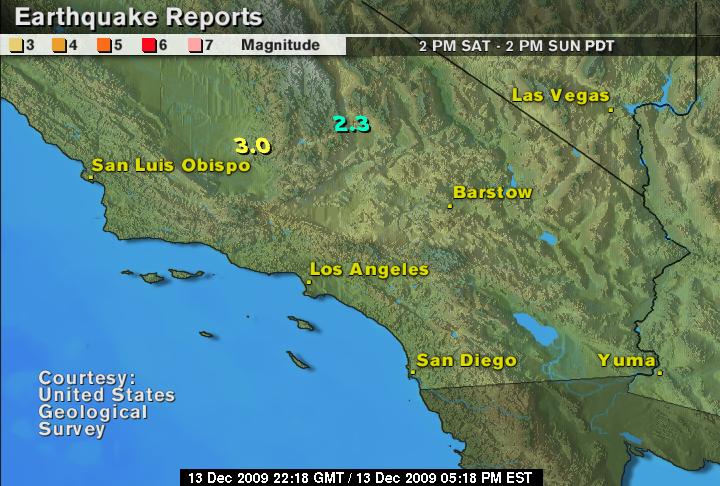 Earthquake Reports
3 4 5 6 7 Magnitude 2 PM SAT - 2 PM SUN PDT
Las Vegas
2.3
3.0
San Luis Obispo
Barstow
Los Angeles
San Diego
Yuma
Courtesy:
United States
Geological
Survey
13 Dec 2009 22:18 GMT / 13 Dec 2009 05:18 PM EST